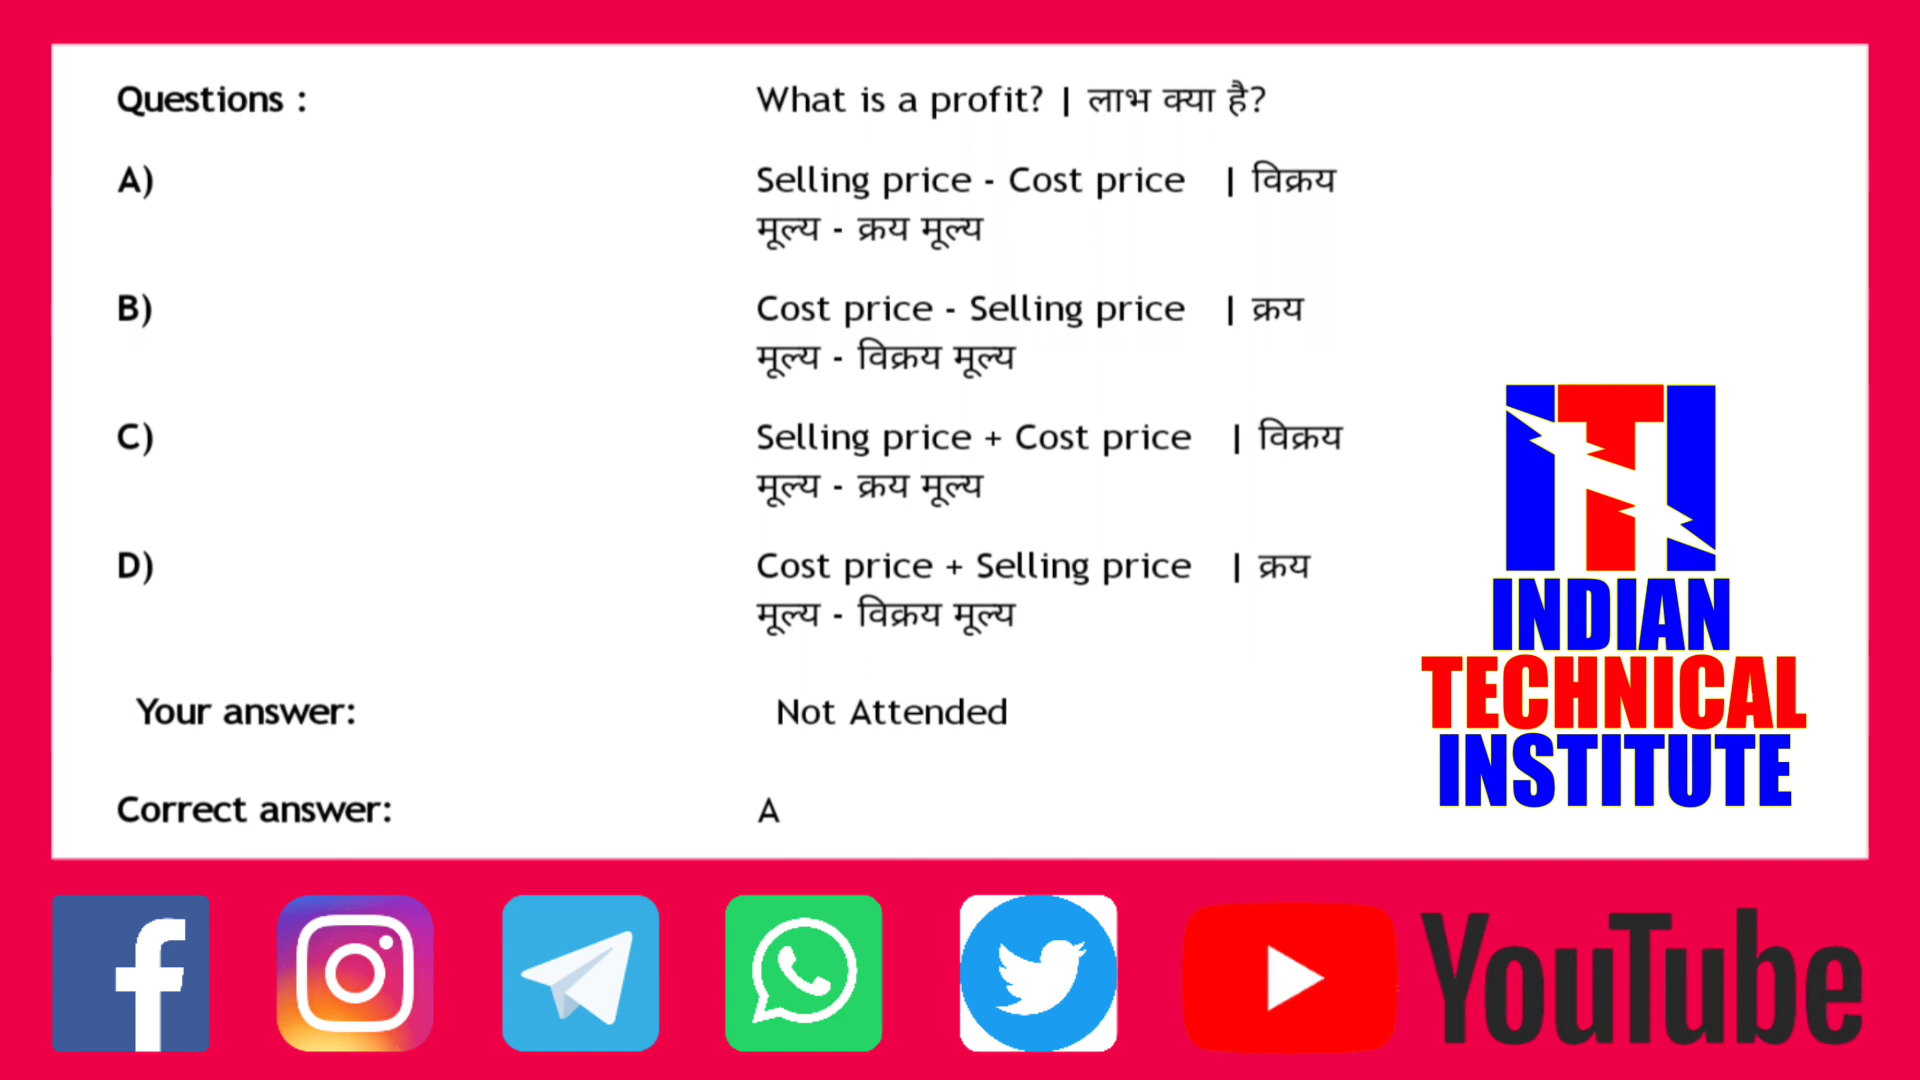 Questions : What is a profit? | लाभ क्या है?
A) Selling price - Cost price | विक्रय
मूल्य - क्रय मूल्य
B) Cost price - Selling price | क्रय
मूल्य - विक्रय मूल्य
C) Selling price + Cost price | विक्रय
मूल्य - क्रय मूल्य
D) Cost price + Selling price | क्रय
मूल्य - विक्रय मूल्य
Your answer: Not Attended
Correct answer: A
ITI
INDIAN
TECHNICAL
INSTITUTE
YouTube